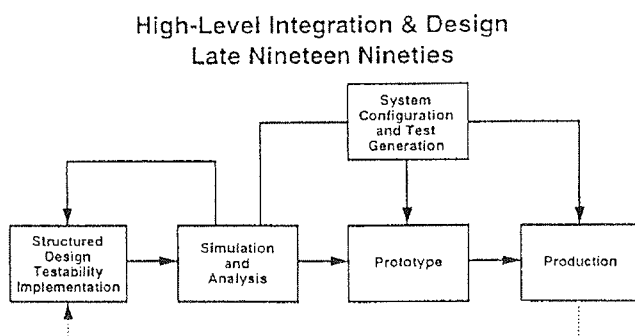 High-Level Integration & Design
Late Nineteen Nineties
System
Configuration
and Test
Generation
Structured
Design
Testability
Implementation
Simulation
and
Analysis
Prototype
Production